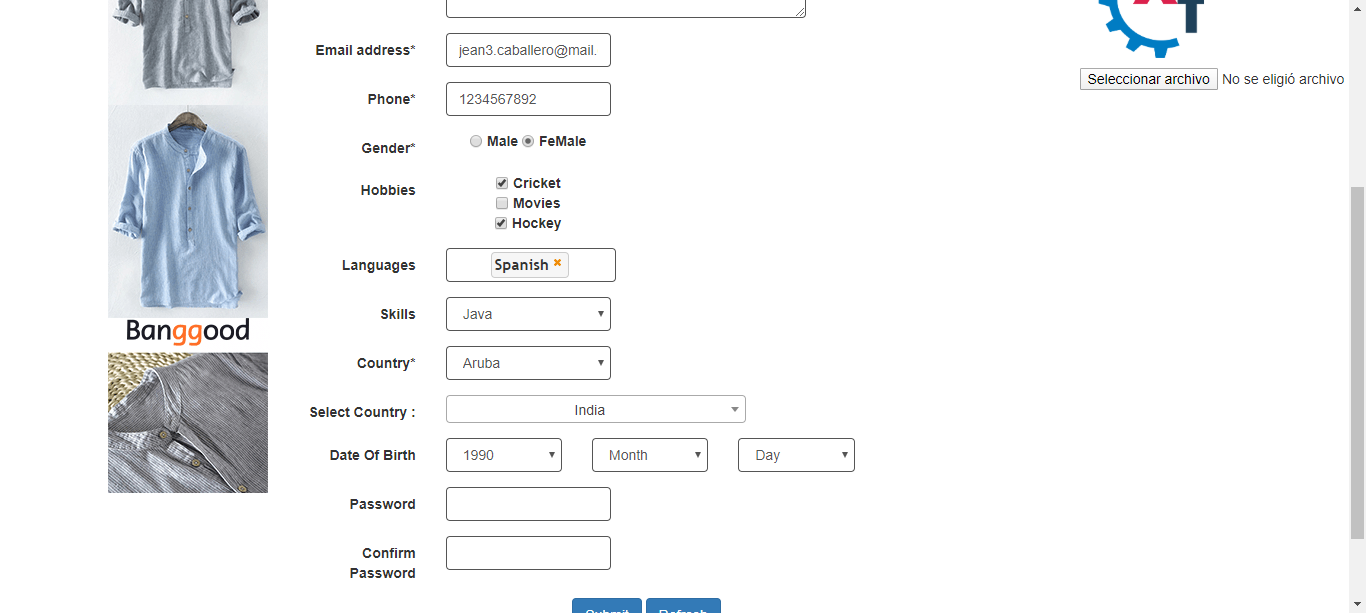 Email address* jean3.caballero@mail.
Seleccionar archivo No se eligió archivo
Phone* 1234567892
Gender* Male FeMale
Hobbies Cricket
Movies
Hockey
Languages Spanish ✖
Skills Java
Banggood
Country* Aruba
Select Country : India
Date Of Birth 1990 Month Day
Password
Confirm
Password
Submit Refresh